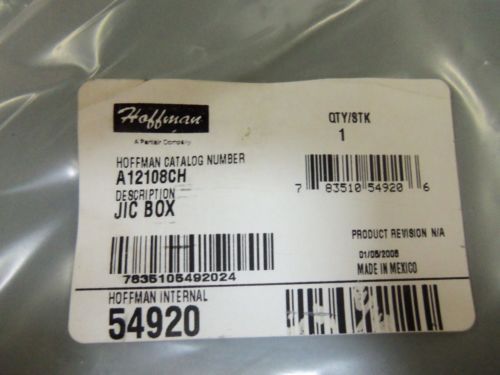 Hoffman
A Pentair Company
QTY/STK
1
HOFFMAN CATALOG NUMBER
A12108CH
DESCRIPTION
JIC BOX
7 83510 54920 6
PRODUCT REVISION N/A
01/05/2005
MADE IN MEXICO
7835105492024
HOFFMAN INTERNAL
54920